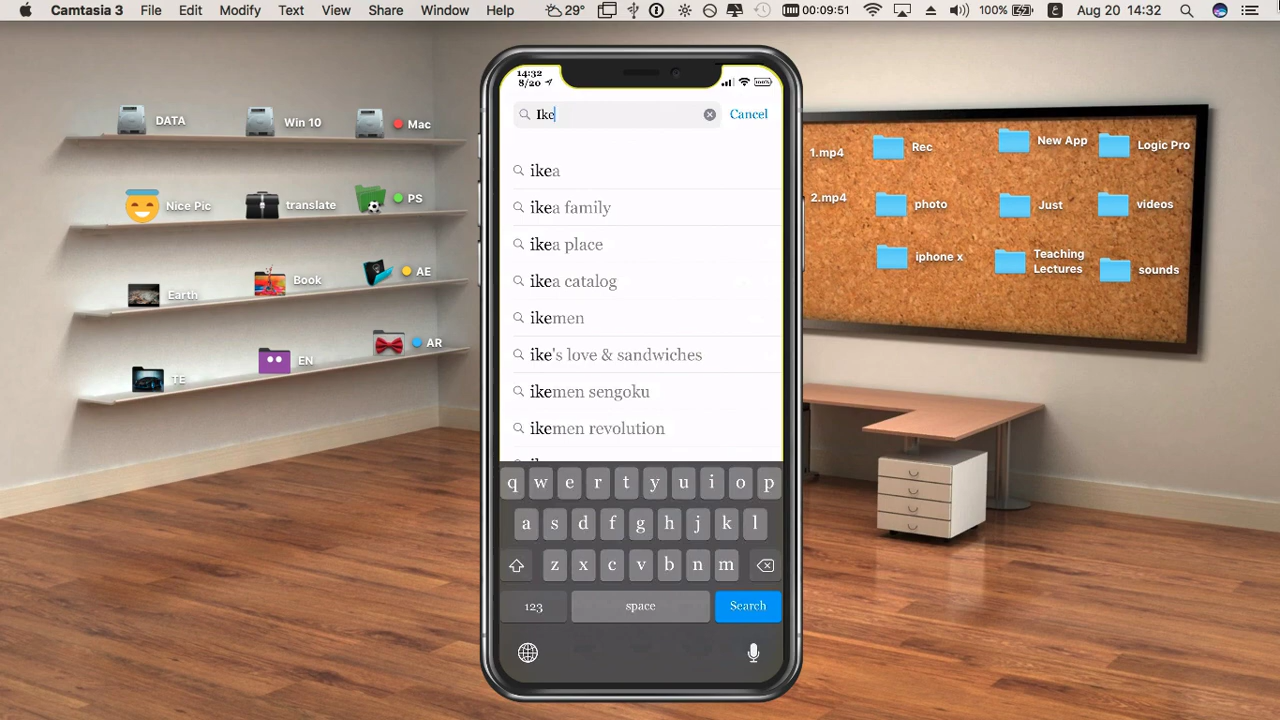 Camtasia 3 File Edit Modify Text View Share Window Help 29° 00:09:51 100% ع Aug 20 14:32
DATA
Win 10
Mac
Nice Pic
translate
PS
Earth
Book
AE
TE
EN
AR
14:32
8/20
100%
Ike
Cancel
ikea
ikea family
ikea place
ikea catalog
ikemen
ike's love & sandwiches
ikemen sengoku
ikemen revolution
q w e r t y u i o p
a s d f g h j k l
z x c v b n m
123 space Search
1.mp4
Rec
New App
Logic Pro
2.mp4
photo
Just
videos
iphone x
Teaching
Lectures
sounds